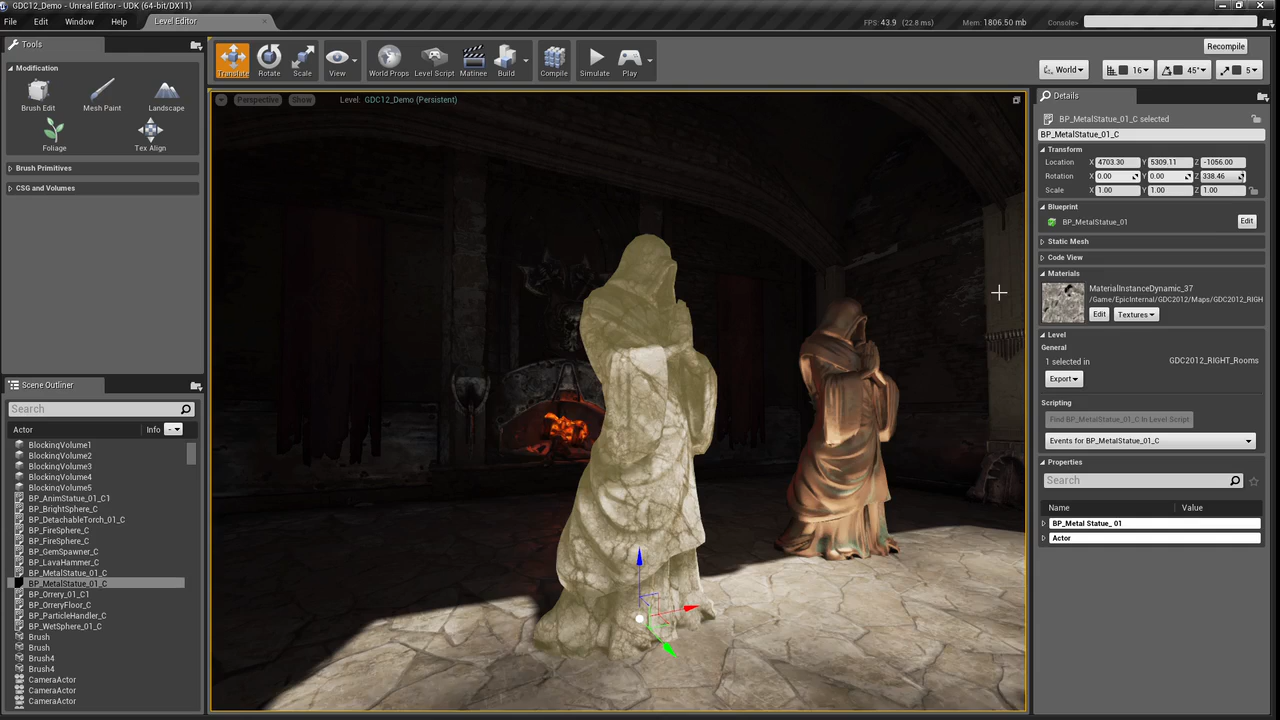 GDC12_Demo - Unreal Editor - UDK (64-bit/DX11)
File Edit Window Help Level Editor FPS: 43.9 (22.8 ms) Mem: 1806.50 mb Console>
Tools
Modification
Brush Edit Mesh Paint Landscape
Foliage Tex Align
Brush Primitives
CSG and Volumes
Translate Rotate Scale View World Props Level Script Matinee Build Compile Simulate Play
Recompile
World 16 45° 5
Perspective Show Level: GDC12_Demo (Persistent)
Scene Outliner
Search
Actor Info -
BlockingVolume1
BlockingVolume2
BlockingVolume3
BlockingVolume4
BlockingVolume5
BP_AnimStatue_01_C1
BP_BrightSphere_C
BP_DetachableTorch_01_C
BP_FireSphere_C
BP_FireSphere_C
BP_GemSpawner_C
BP_LavaHammer_C
BP_MetalStatue_01_C
BP_MetalStatue_01_C
BP_Orrery_01_C1
BP_OrreryFloor_C
BP_ParticleHandler_C
BP_WetSphere_01_C
Brush
Brush
Brush4
Brush4
CameraActor
CameraActor
CameraActor
Details
BP_MetalStatue_01_C selected
BP_MetalStatue_01_C
Transform
Location X 4703.30 Y 5309.11 Z -1056.00
Rotation X 0.00 Y 0.00 Z 338.46
Scale X 1.00 Y 1.00 Z 1.00
Blueprint
BP_MetalStatue_01 Edit
Static Mesh
Code View
Materials
MaterialInstanceDynamic_37
/Game/EpicInternal/GDC2012/Maps/GDC2012_RIGH
Edit Textures
Level
General
1 selected in GDC2012_RIGHT_Rooms
Export
Scripting
Find BP_MetalStatue_01_C in Level Script
Events for BP_MetalStatue_01_C
Properties
Search
Name Value
BP_Metal Statue_ 01
Actor